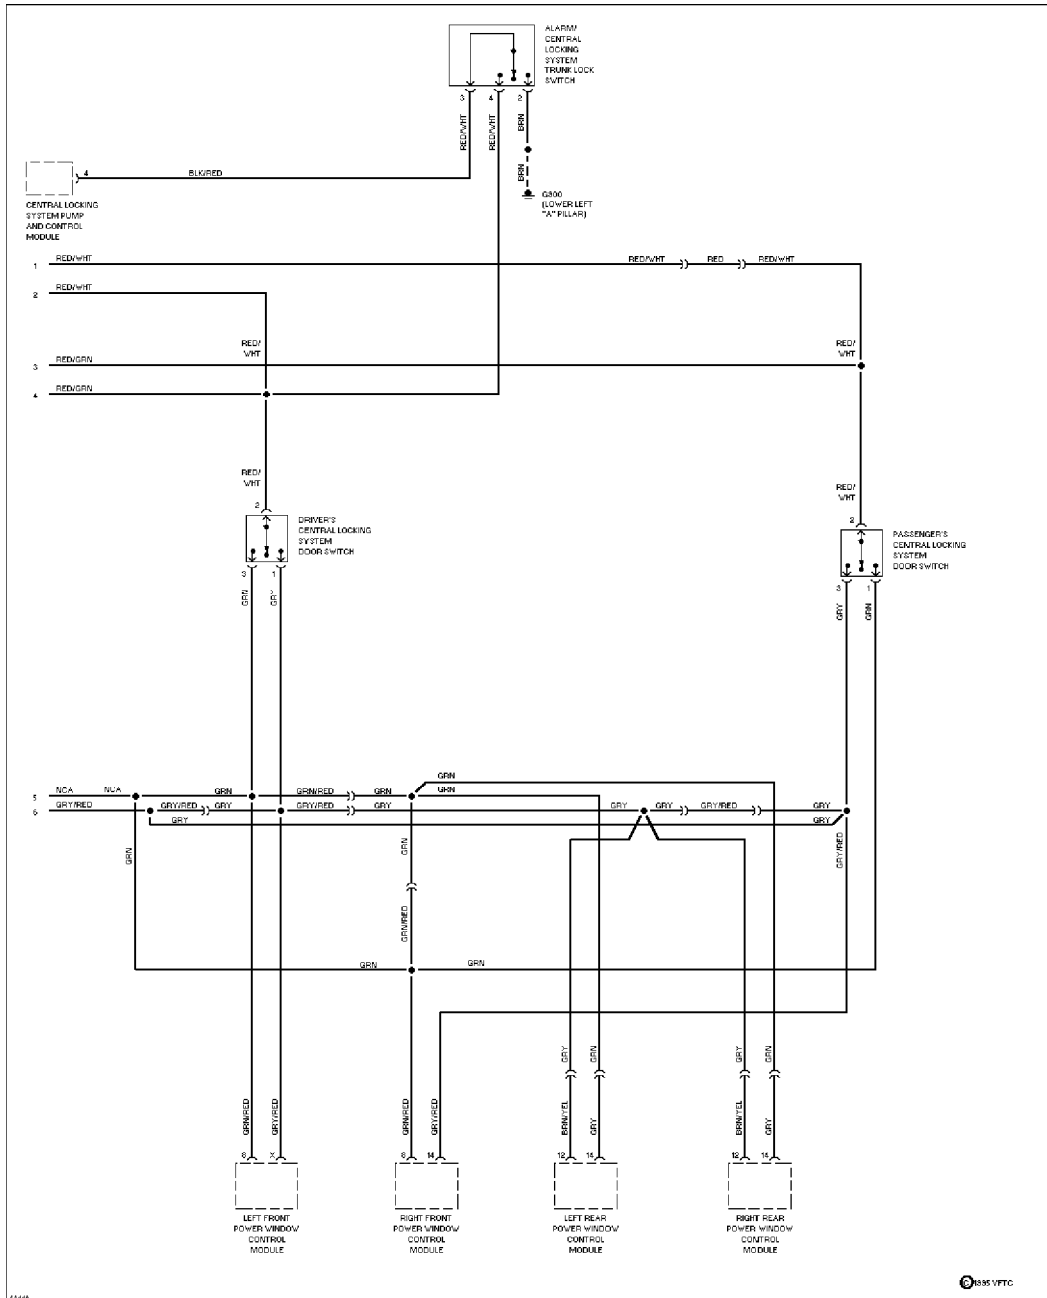 ALARM/
CENTRAL
LOCKING
SYSTEM
TRUNK LOCK
SWITCH
3 4 2
RED/WHT
RED/WHT
BRN
BRN
G300
(LOWER LEFT
"A" PILLAR)
4 BLK/RED
CENTRAL LOCKING
SYSTEM PUMP
AND CONTROL
MODULE
1 RED/WHT RED/WHT RED RED/WHT
2 RED/WHT
RED/
WHT
RED/
WHT
3 RED/GRN
4 RED/GRN
RED/
WHT
RED/
WHT
2
DRIVER'S
CENTRAL LOCKING
SYSTEM
DOOR SWITCH
3 1
GRN
GRY
2
PASSENGER'S
CENTRAL LOCKING
SYSTEM
DOOR SWITCH
3 1
GRY
GRN
GRN
5 NCA NCA GRN GRN/RED GRN GRN
6 GRY/RED GRY/RED GRY GRY/RED GRY GRY GRY GRY/RED GRY
GRY GRY
GRN
GRN
GRY/RED
GRN/RED
GRN GRN
GRY
GRN
GRY
GRN
GRN/RED
GRY/RED
GRN/RED
GRY/RED
BRN/YEL
GRY
BRN/YEL
GRY
8 X 8 14 12 14 12 14
LEFT FRONT
POWER WINDOW
CONTROL
MODULE
RIGHT FRONT
POWER WINDOW
CONTROL
MODULE
LEFT REAR
POWER WINDOW
CONTROL
MODULE
RIGHT REAR
POWER WINDOW
CONTROL
MODULE
© 1995 VFTC